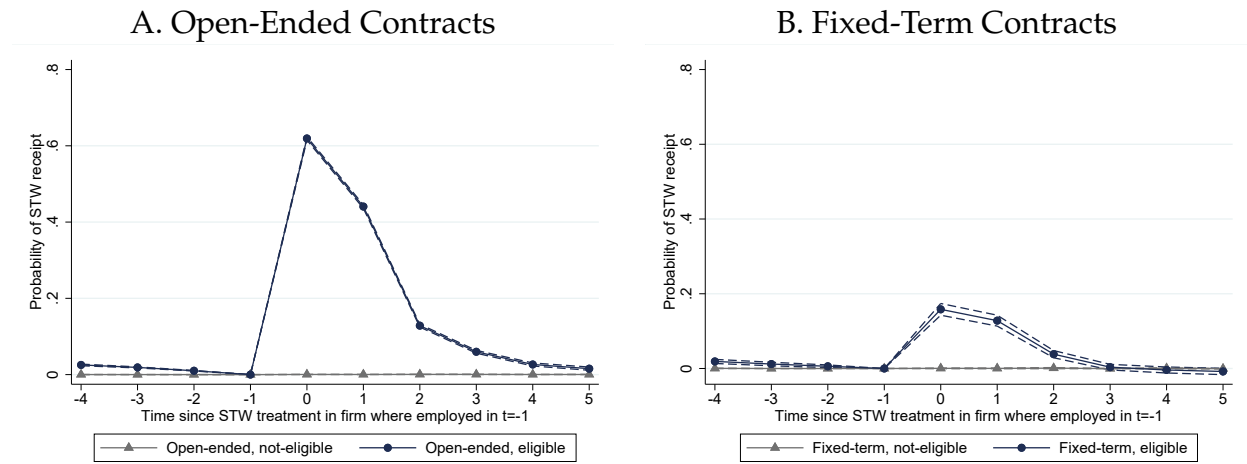 A. Open-Ended Contracts
Probability of STW receipt
.8
.6
.4
.2
0
-4 -3 -2 -1 0 1 2 3 4 5
Time since STW treatment in firm where employed in t=-1
Open-ended, not-eligible Open-ended, eligible
B. Fixed-Term Contracts
Probability of STW receipt
.8
.6
.4
.2
0
-4 -3 -2 -1 0 1 2 3 4 5
Time since STW treatment in firm where employed in t=-1
Fixed-term, not-eligible Fixed-term, eligible